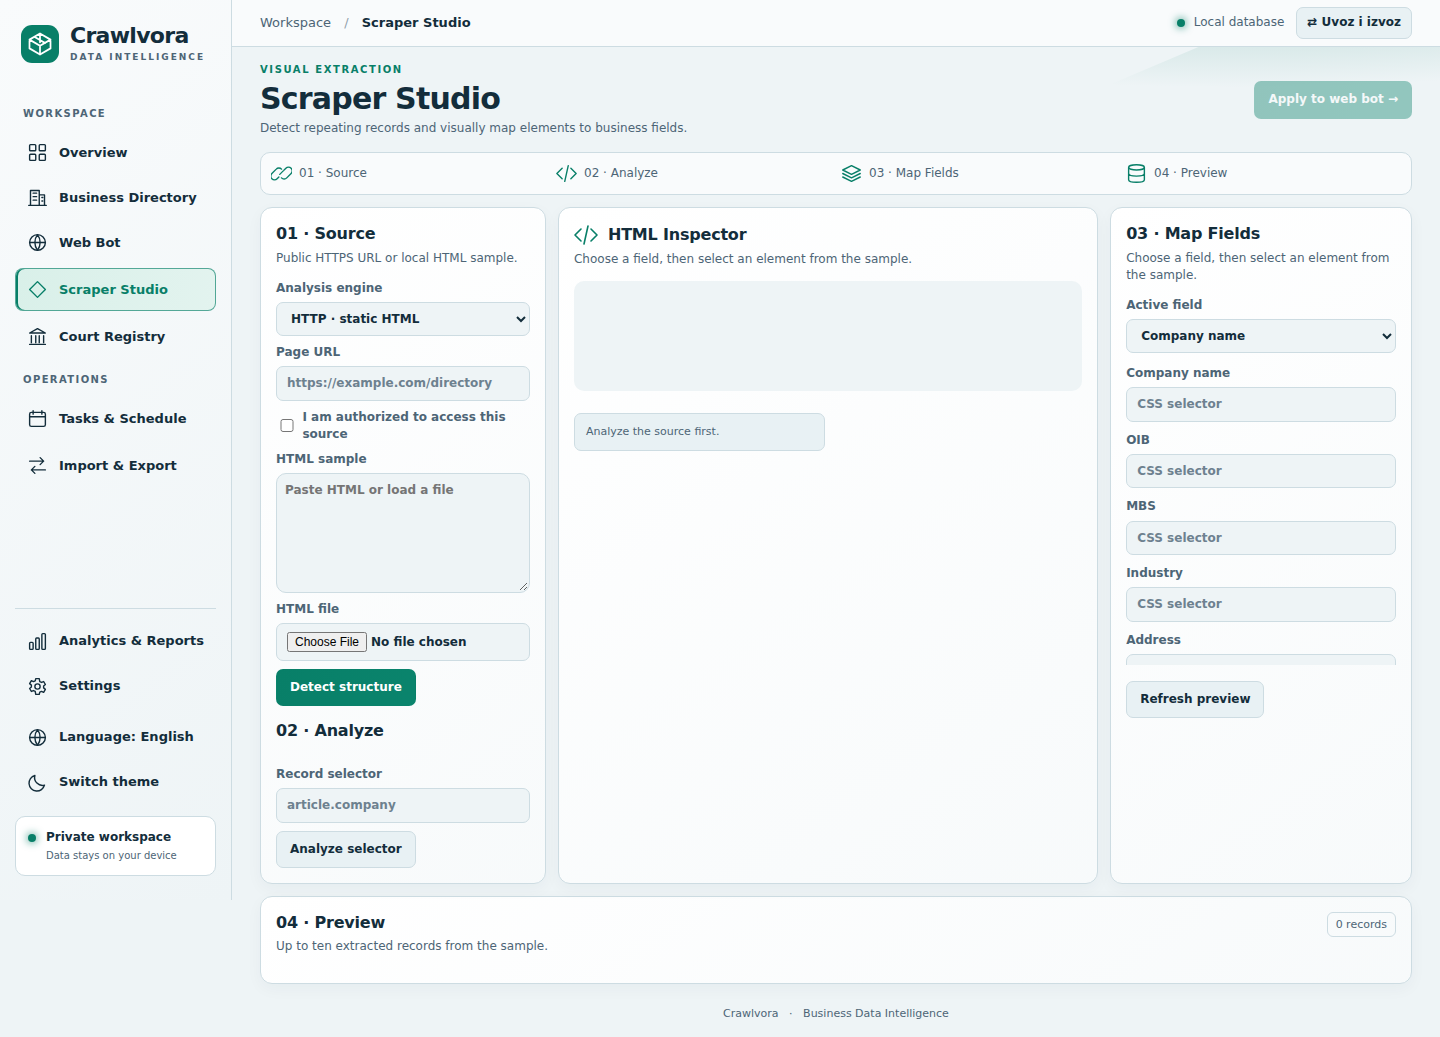 Crawlvora
DATA INTELLIGENCE
WORKSPACE
Overview
Business Directory
Web Bot
Scraper Studio
Court Registry
OPERATIONS
Tasks & Schedule
Import & Export
Analytics & Reports
Settings
Language: English
Switch theme
Private workspace
Data stays on your device
Workspace / Scraper Studio
Local database
⇄ Uvoz i izvoz
VISUAL EXTRACTION
Scraper Studio
Detect repeating records and visually map elements to business fields.
Apply to web bot →
01 · Source
02 · Analyze
03 · Map Fields
04 · Preview
01 · Source
Public HTTPS URL or local HTML sample.
Analysis engine
HTTP · static HTML
Page URL
https://example.com/directory
I am authorized to access this
source
HTML sample
Paste HTML or load a file
HTML file
Choose File No file chosen
Detect structure
02 · Analyze
Record selector
article.company
Analyze selector
HTML Inspector
Choose a field, then select an element from the sample.
Analyze the source first.
03 · Map Fields
Choose a field, then select an element from
the sample.
Active field
Company name
Company name
CSS selector
OIB
CSS selector
MBS
CSS selector
Industry
CSS selector
Address
Refresh preview
04 · Preview
Up to ten extracted records from the sample.
0 records
Crawlvora · Business Data Intelligence